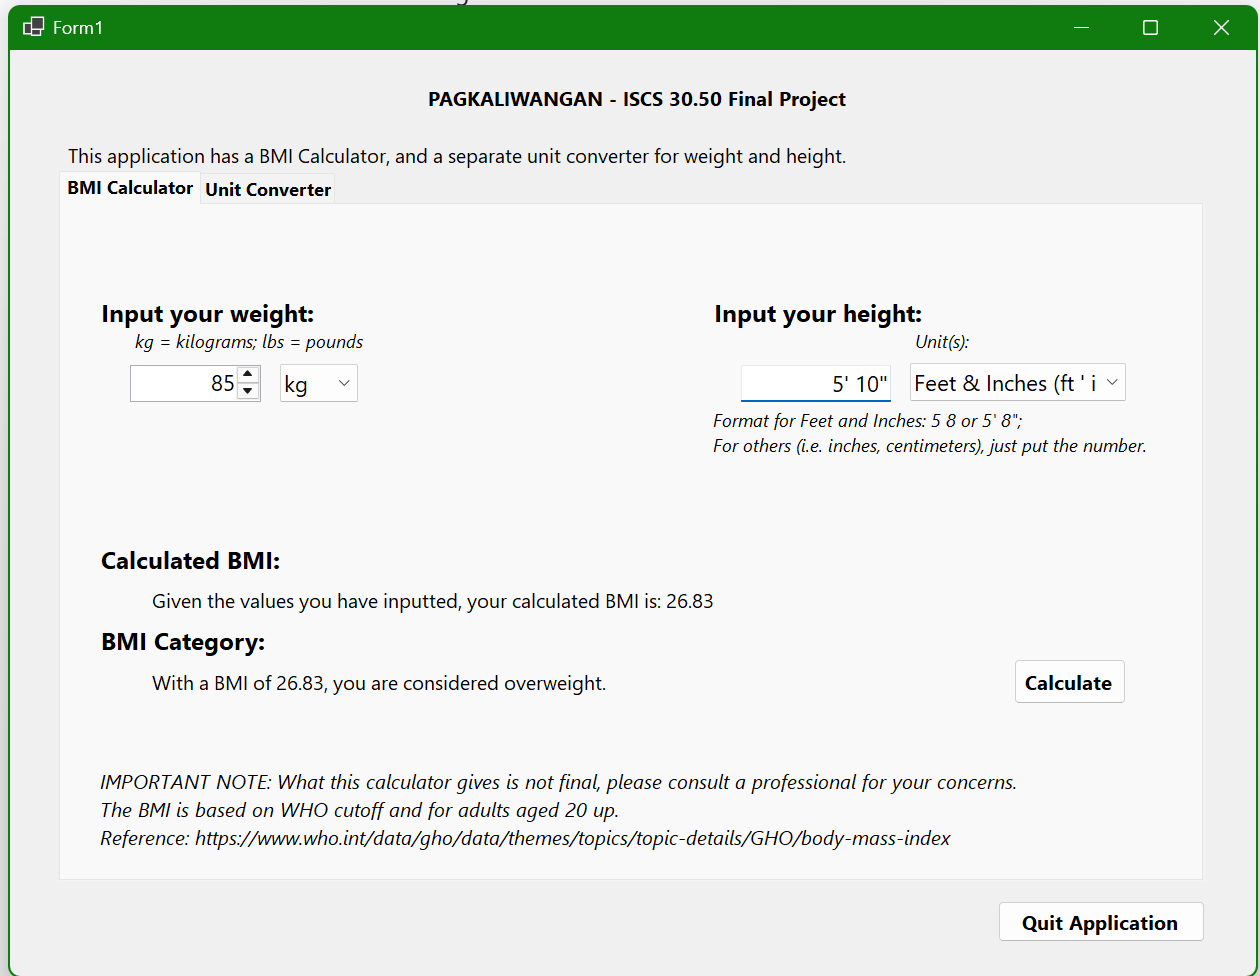 Form1
PAGKALIWANGAN - ISCS 30.50 Final Project
This application has a BMI Calculator, and a separate unit converter for weight and height.
BMI Calculator Unit Converter
Input your weight: Input your height:
kg = kilograms; lbs = pounds Unit(s):
85 kg 5' 10" Feet & Inches (ft ' i
Format for Feet and Inches: 5 8 or 5' 8";
For others (i.e. inches, centimeters), just put the number.
Calculated BMI:
Given the values you have inputted, your calculated BMI is: 26.83
BMI Category:
With a BMI of 26.83, you are considered overweight.
Calculate
IMPORTANT NOTE: What this calculator gives is not final, please consult a professional for your concerns.
The BMI is based on WHO cutoff and for adults aged 20 up.
Reference: https://www.who.int/data/gho/data/themes/topics/topic-details/GHO/body-mass-index
Quit Application